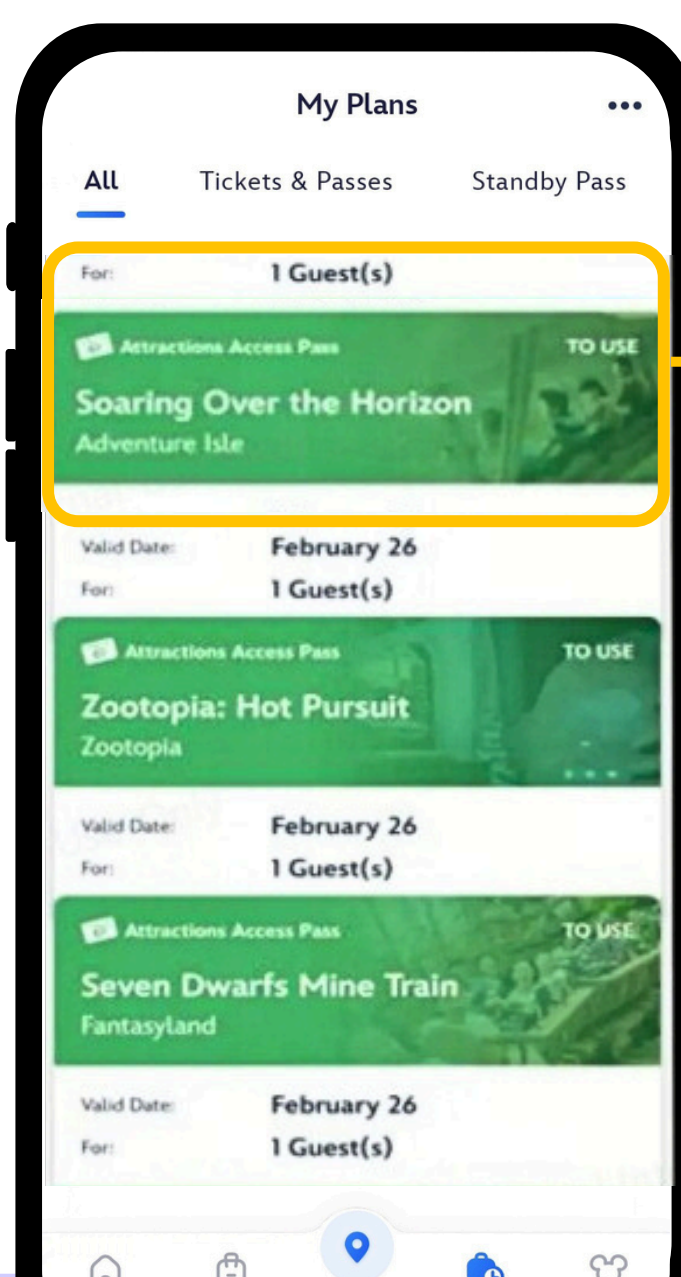 My Plans
All Tickets & Passes Standby Pass
For: 1 Guest(s)
Attractions Access Pass TO USE
Soaring Over the Horizon
Adventure Isle
Valid Date: February 26
For: 1 Guest(s)
Attractions Access Pass TO USE
Zootopia: Hot Pursuit
Zootopia
Valid Date: February 26
For: 1 Guest(s)
Attractions Access Pass TO USE
Seven Dwarfs Mine Train
Fantasyland
Valid Date: February 26
For: 1 Guest(s)